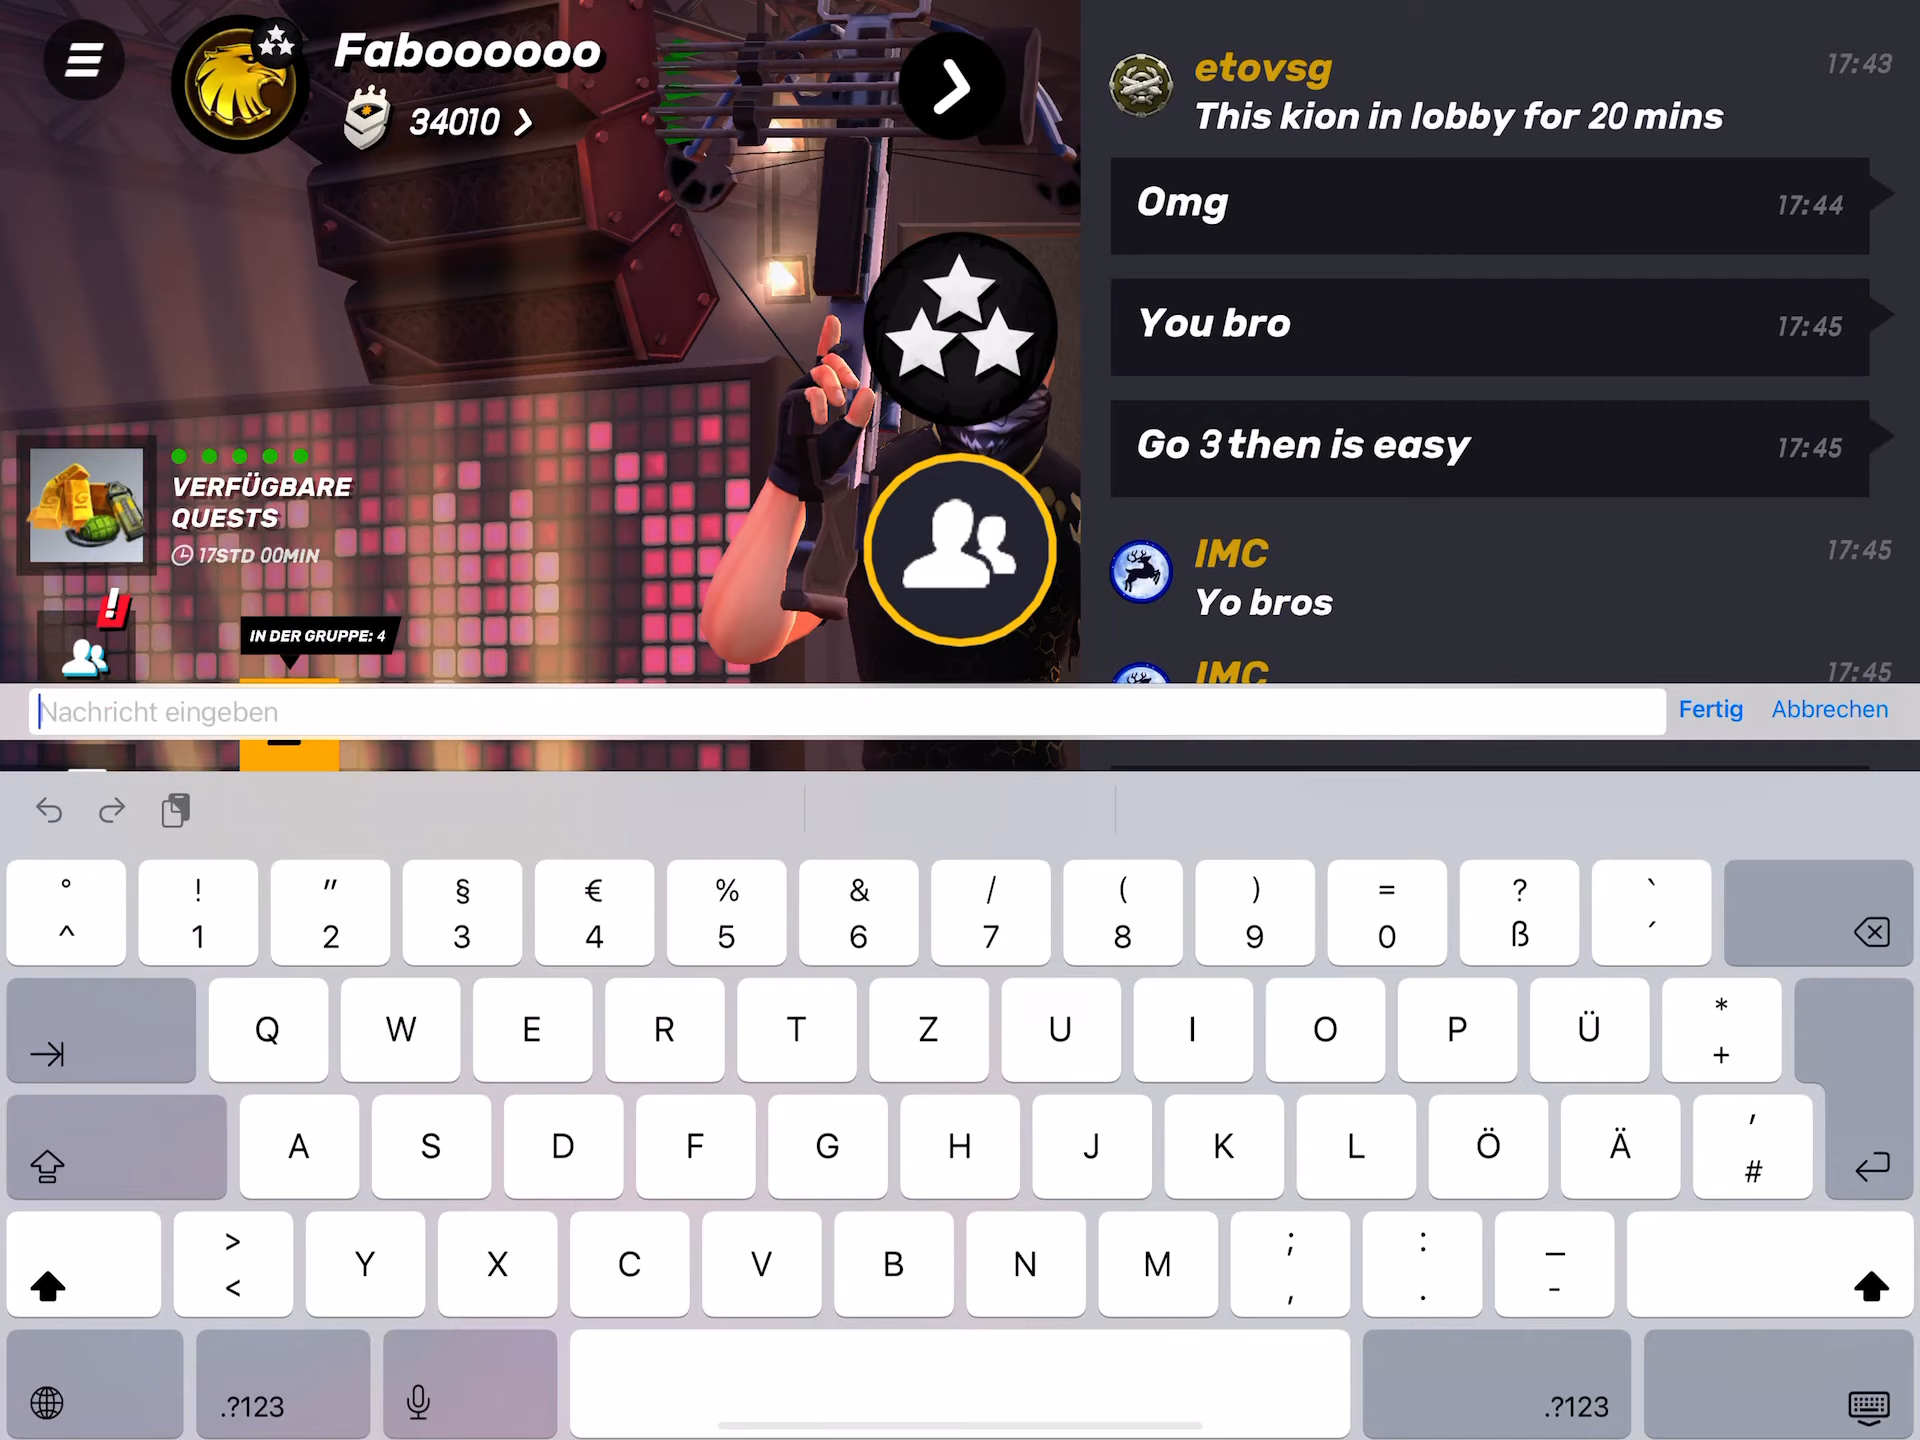 Faboooooo
34010
etovsg 17:43
This kion in lobby for 20 mins
Omg 17:44
You bro 17:45
Go 3 then is easy 17:45
IMC 17:45
Yo bros
IMC 17:45
VERFÜGBARE
QUESTS
17STD 00MIN
!
IN DER GRUPPE: 4
Nachricht eingeben Fertig Abbrechen
° ! " § € % & / ( ) = ? `
^ 1 2 3 4 5 6 7 8 9 0 ß ´
Q W E R T Z U I O P Ü * +
A S D F G H J K L Ö Ä ' #
> < Y X C V B N M ; , : . _ -
.?123 .?123